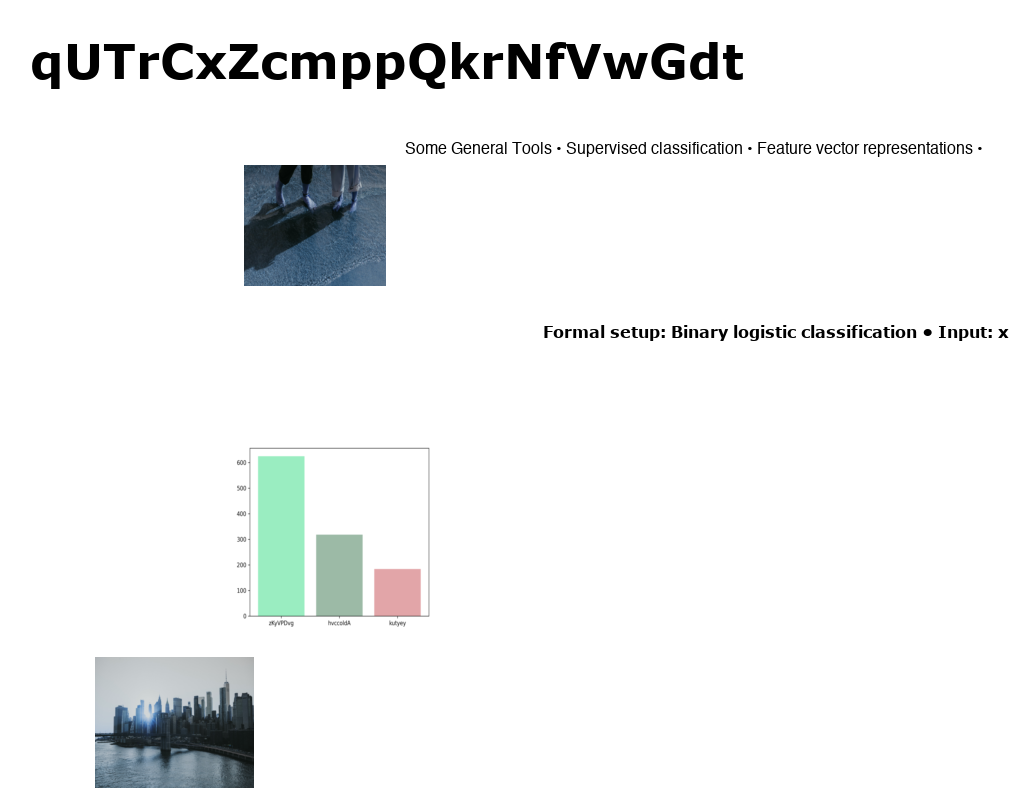 qUTrCxZcmppQkrNfVwGdt
Some General Tools • Supervised classification • Feature vector representations •
Formal setup: Binary logistic classification ● Input: x
600
500
400
300
200
100
0
zKyVPDvg hvccoldA kutyey